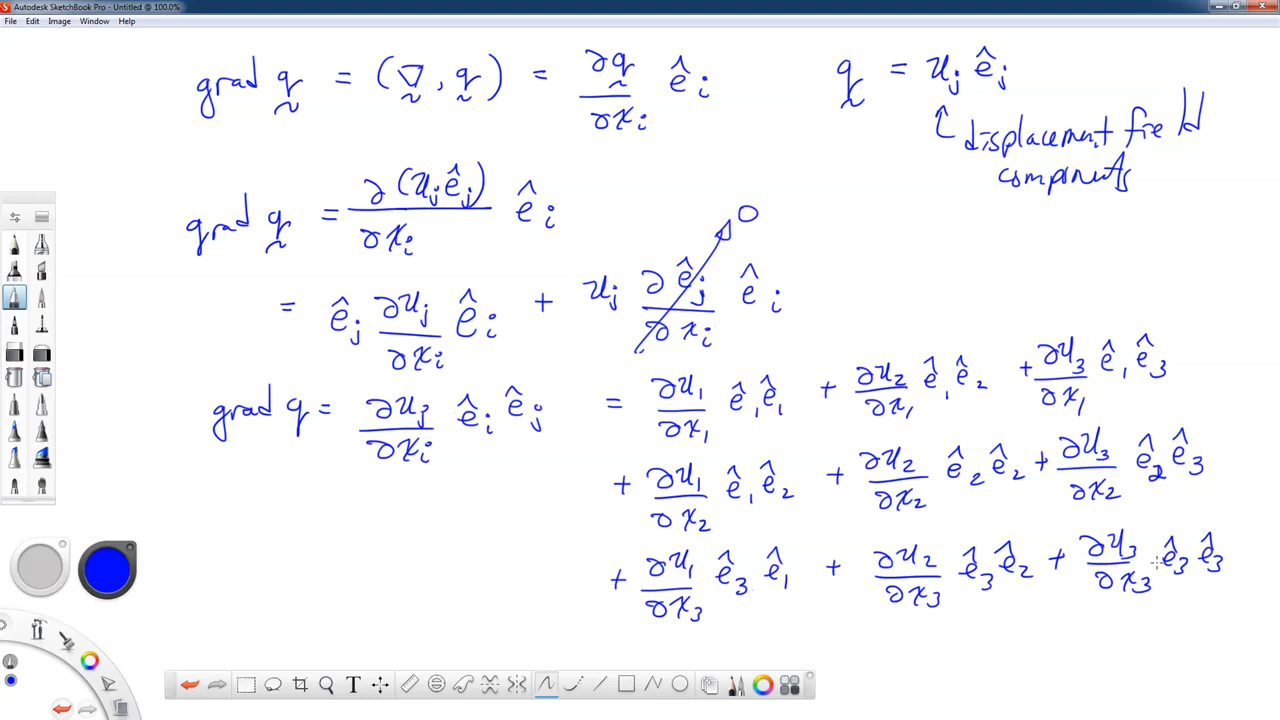 Autodesk SketchBook Pro - Untitled @ 100.0%
File Edit Image Window Help
grad q̰ = (∇̰, q̰) = ∂q̰/∂xᵢ êᵢ
q̰ = uⱼ êⱼ
displacement field
components
grad q̰ = ∂(uⱼêⱼ)/∂xᵢ êᵢ
= êⱼ ∂uⱼ/∂xᵢ êᵢ + uⱼ ∂êⱼ/∂xᵢ êᵢ 0
grad q = ∂uⱼ/∂xᵢ êᵢ êⱼ = ∂u₁/∂x₁ ê₁ê₁ + ∂u₂/∂x₁ ê₁ê₂ + ∂u₃/∂x₁ ê₁ê₃
+ ∂u₁/∂x₂ ê₁ê₂ + ∂u₂/∂x₂ ê₂ê₂ + ∂u₃/∂x₂ ê₂ê₃
+ ∂u₁/∂x₃ ê₃ê₁ + ∂u₂/∂x₃ ê₃ê₂ + ∂u₃/∂x₃ ê₃ê₃
T